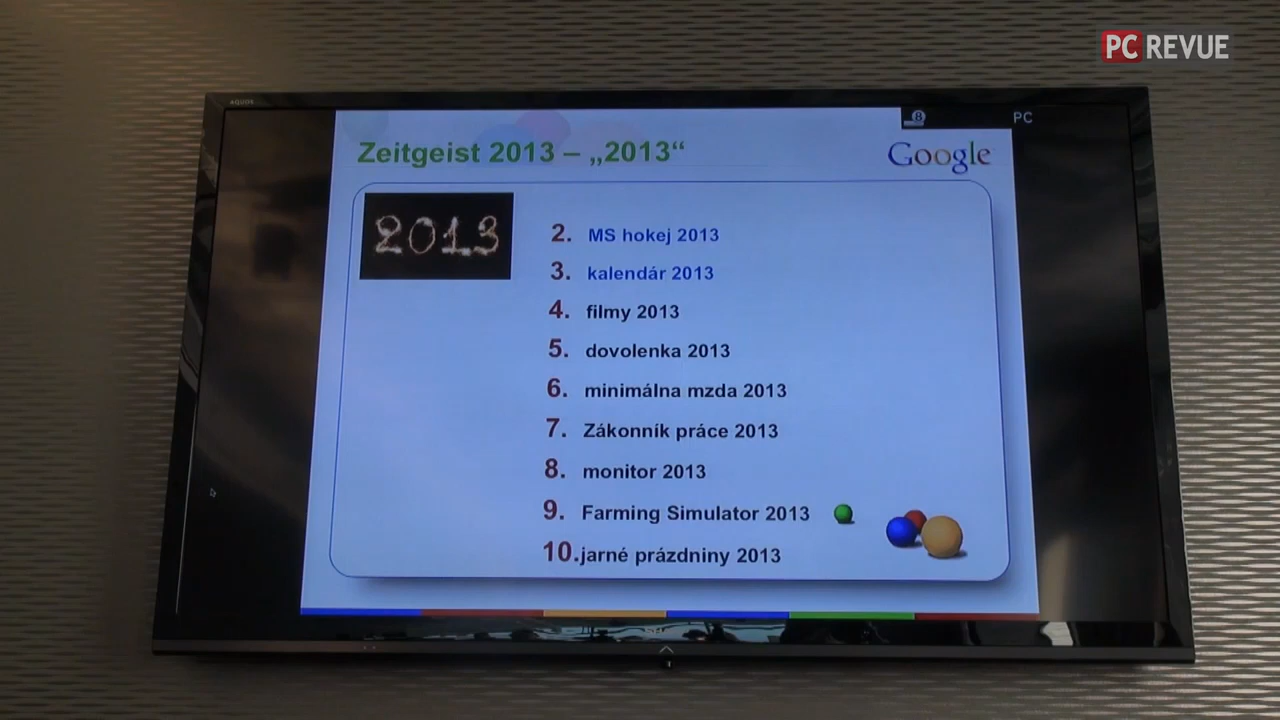 PC REVUE
AQUOS
8
PC
Zeitgeist 2013 – „2013“
Google
2013
2. MS hokej 2013
3. kalendár 2013
4. filmy 2013
5. dovolenka 2013
6. minimálna mzda 2013
7. Zákonník práce 2013
8. monitor 2013
9. Farming Simulator 2013
10. jarné prázdniny 2013